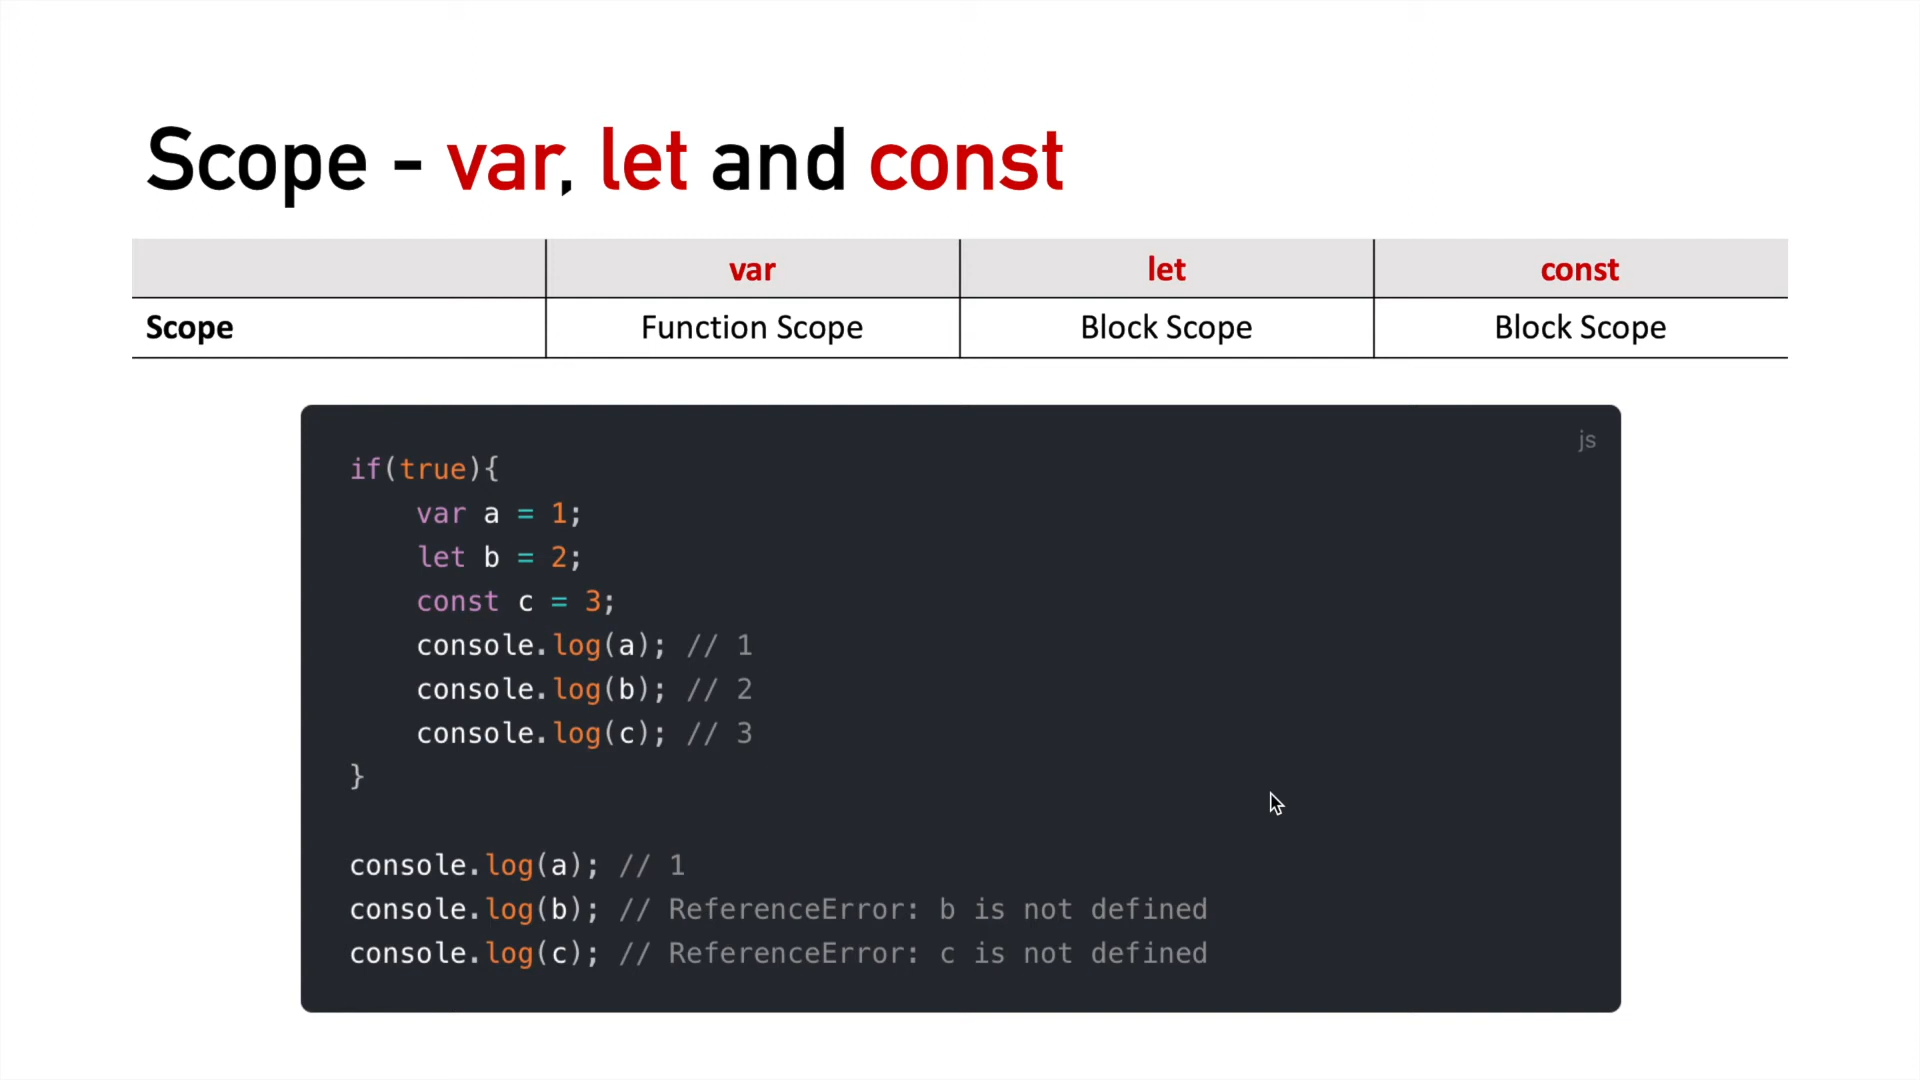 Scope - var, let and const
var let const
Scope Function Scope Block Scope Block Scope
js
if(true){
    var a = 1;
    let b = 2;
    const c = 3;
    console.log(a); // 1
    console.log(b); // 2
    console.log(c); // 3
}
console.log(a); // 1
console.log(b); // ReferenceError: b is not defined
console.log(c); // ReferenceError: c is not defined